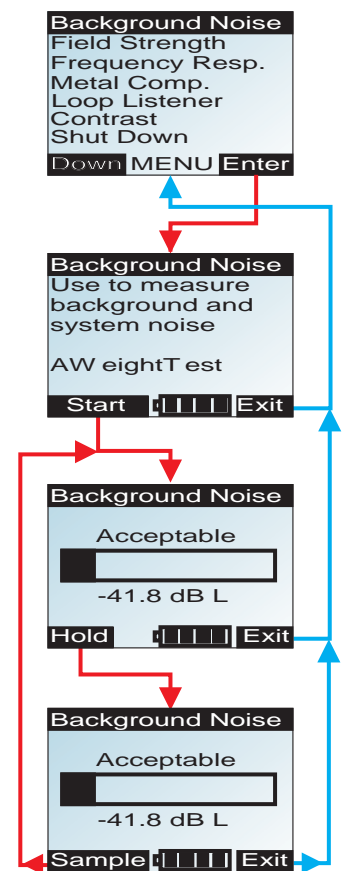 Background Noise
Field Strength
Frequency Resp.
Metal Comp.
Loop Listener
Contrast
Shut Down
Down MENU Enter
Background Noise
Use to measure
background and
system noise
AW eightT est
Start Exit
Background Noise
Acceptable
-41.8 dB L
Hold Exit
Background Noise
Acceptable
-41.8 dB L
Sample Exit